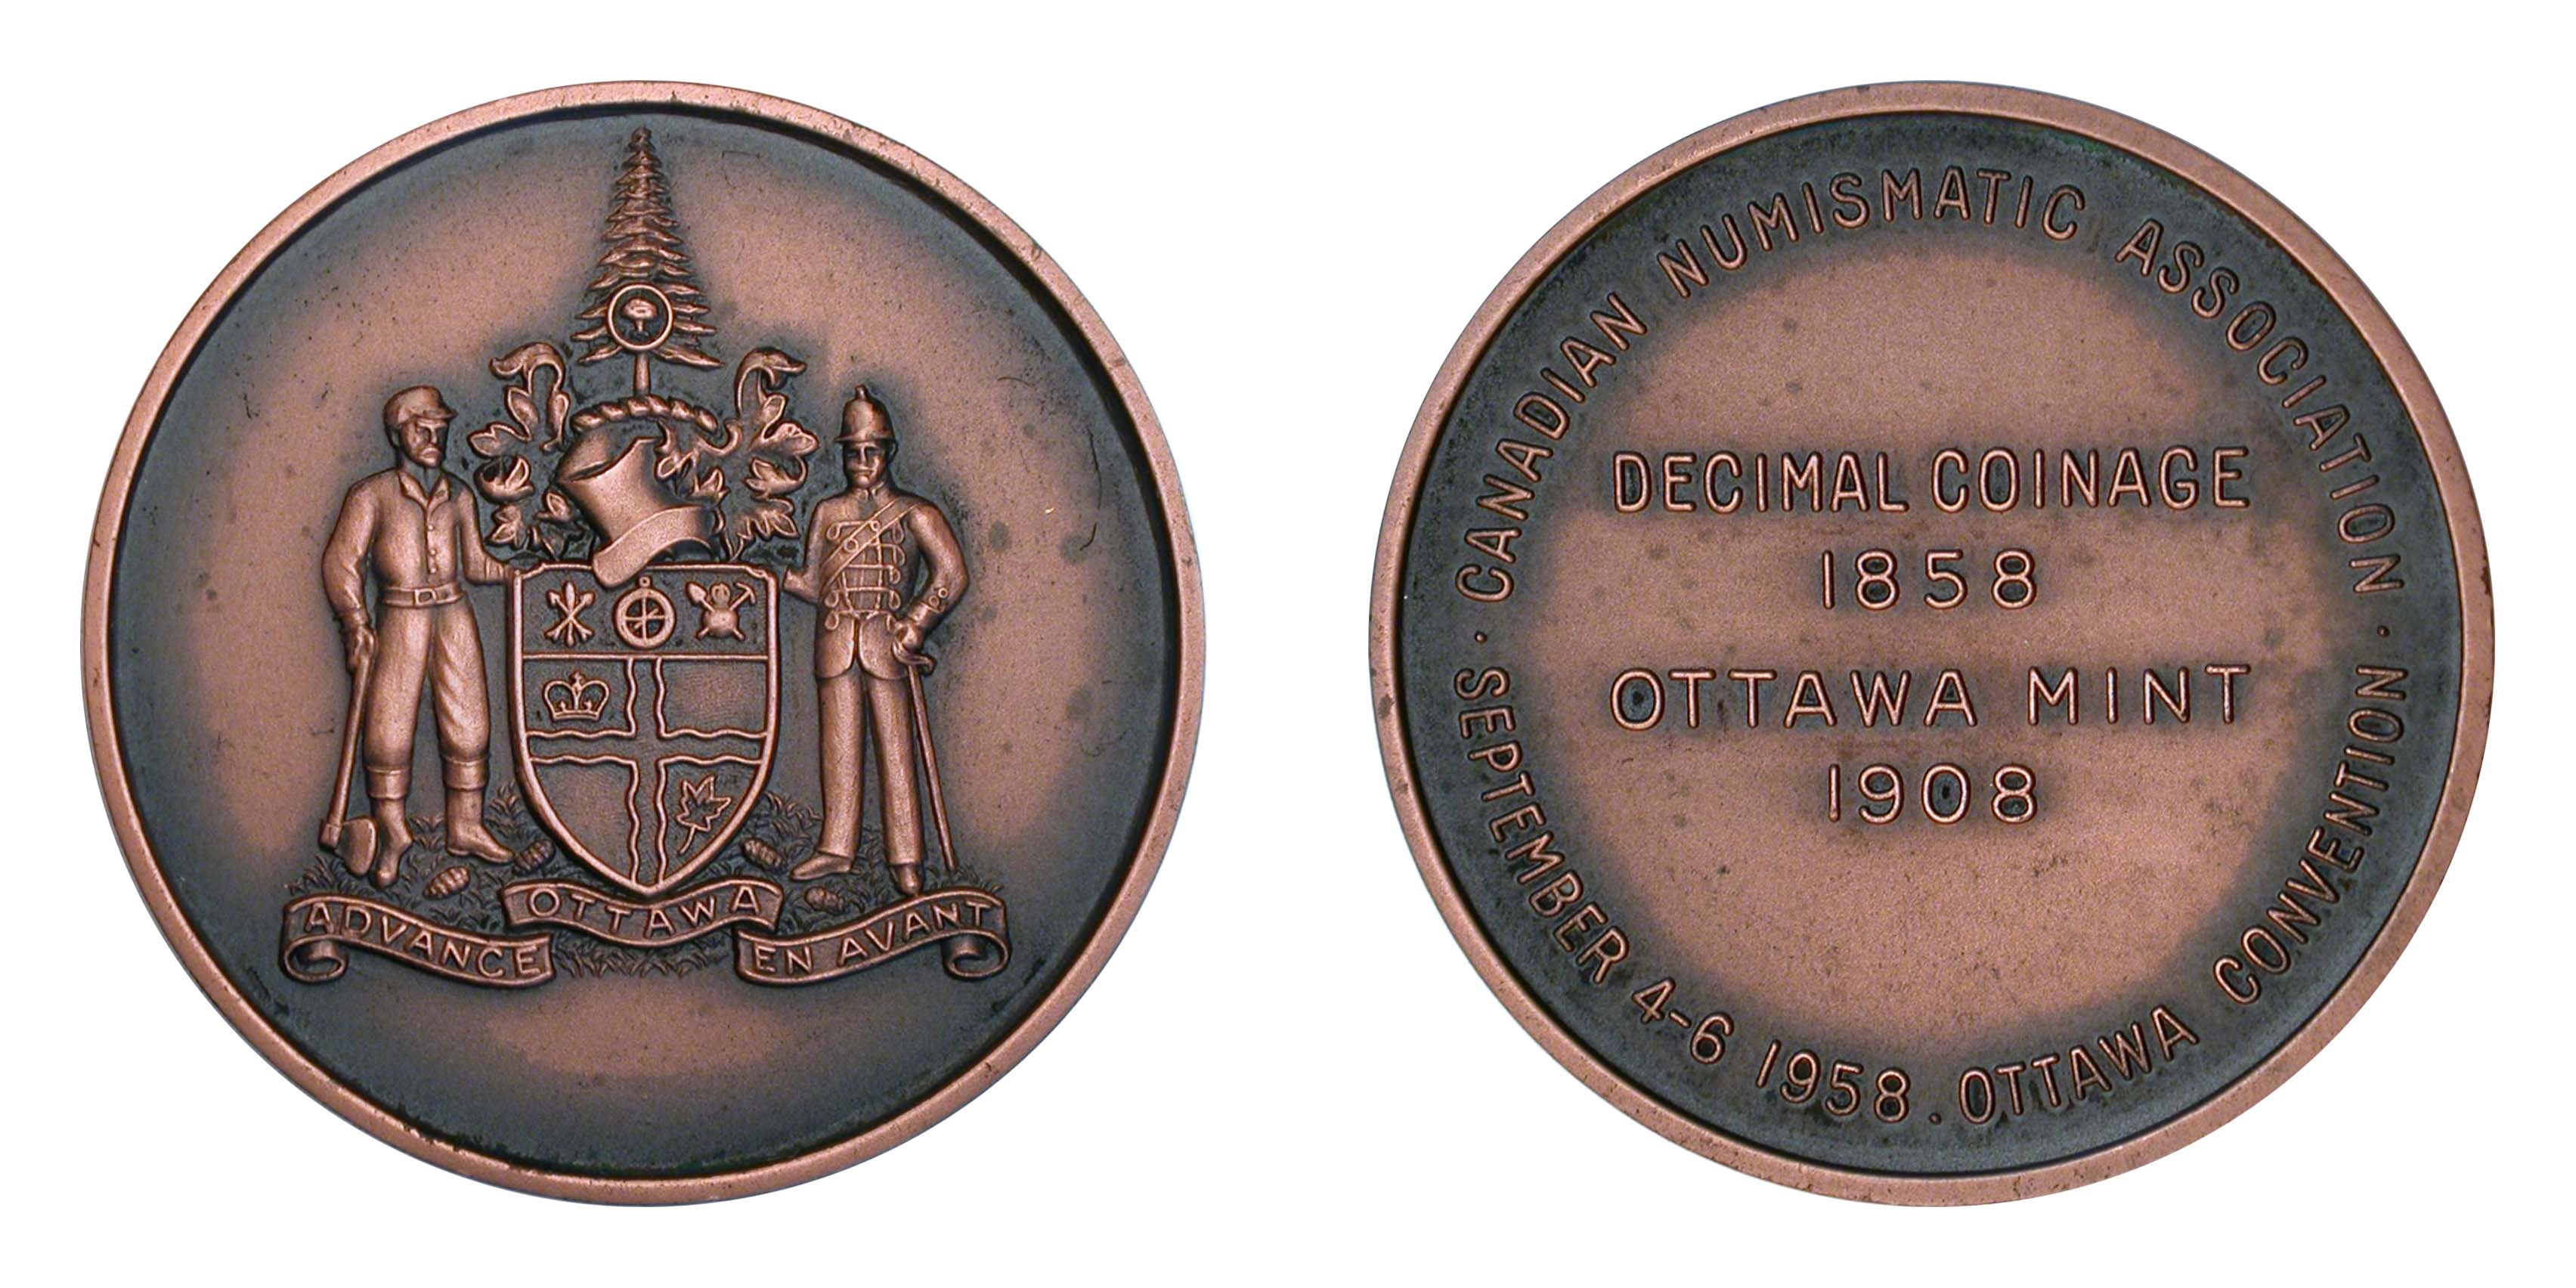 ADVANCE OTTAWA EN AVANT
· CANADIAN NUMISMATIC ASSOCIATION ·
DECIMAL COINAGE
1858
OTTAWA MINT
1908
SEPTEMBER 4-6 1958 . OTTAWA CONVENTION